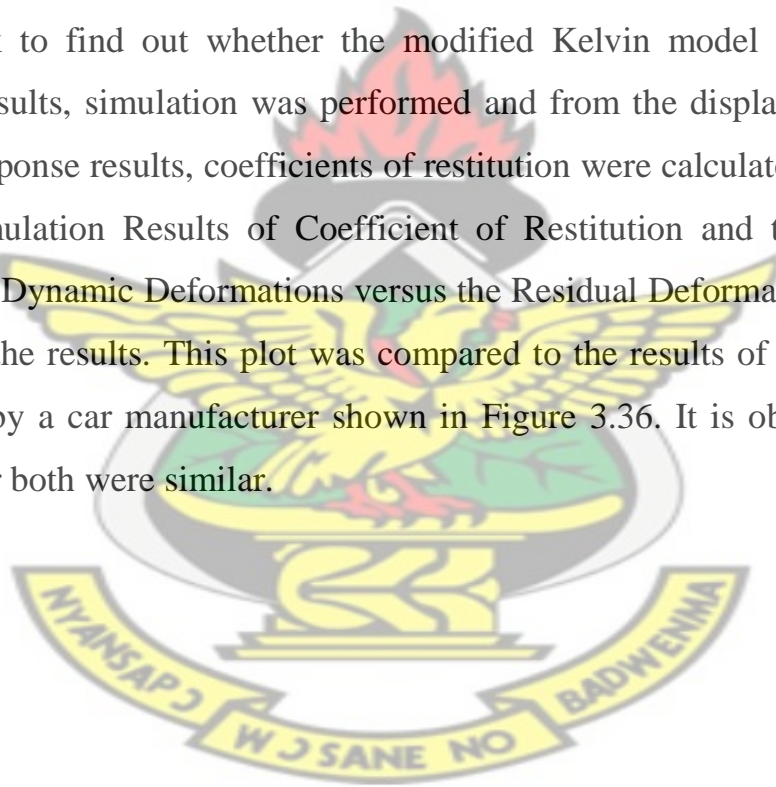 to find out whether the modified Kelvin model
sults, simulation was performed and from the displa
ponse results, coefficients of restitution were calculate
nulation Results of Coefficient of Restitution and t
Dynamic Deformations versus the Residual Deforma
he results. This plot was compared to the results of
by a car manufacturer shown in Figure 3.36. It is ob
r both were similar.
NYANSAPƆ
WƆSANE NO
BADWENMA